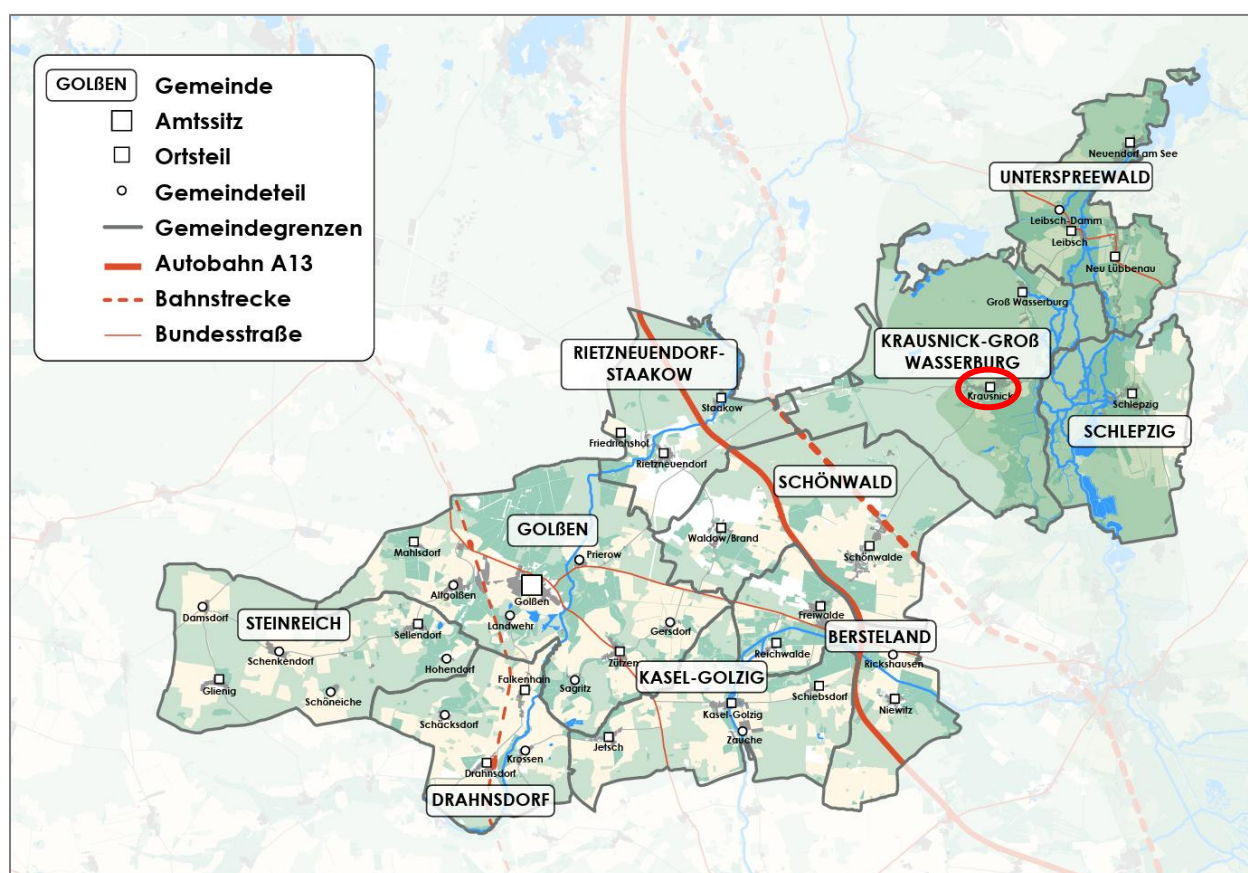 GOLßEN Gemeinde
Amtssitz
Ortsteil
Gemeindeteil
Gemeindegrenzen
Autobahn A13
Bahnstrecke
Bundesstraße
Neuendorf am See
UNTERSPREEWALD
Leibsch-Damm
Leibsch
Neu Lübbenau
Groß Wasserburg
KRAUSNICK-GROß
WASSERBURG
Krausnick
Schlepzig
SCHLEPZIG
RIETZNEUENDORF-
STAAKOW
Staakow
Friedrichshof
Rietzneuendorf
SCHÖNWALD
Waldow/Brand
Schönwalde
GOLßEN
Prierow
Mahlsdorf
Altgolßen
Golßen
Landwehr
Gersdorf
Freiwalde
BERSTELAND
Reichwalde
Rickshausen
Damsdorf
STEINREICH
Sellendorf
Schenkendorf
Hohendorf
Glienig
Schöneiche
Schäcksdorf
Falkenhain
Zützen
Sagritz
KASEL-GOLZIG
Schiebsdorf
Niewitz
Kasel-Golzig
Zauche
Jetsch
Krossen
Drahnsdorf
DRAHNSDORF